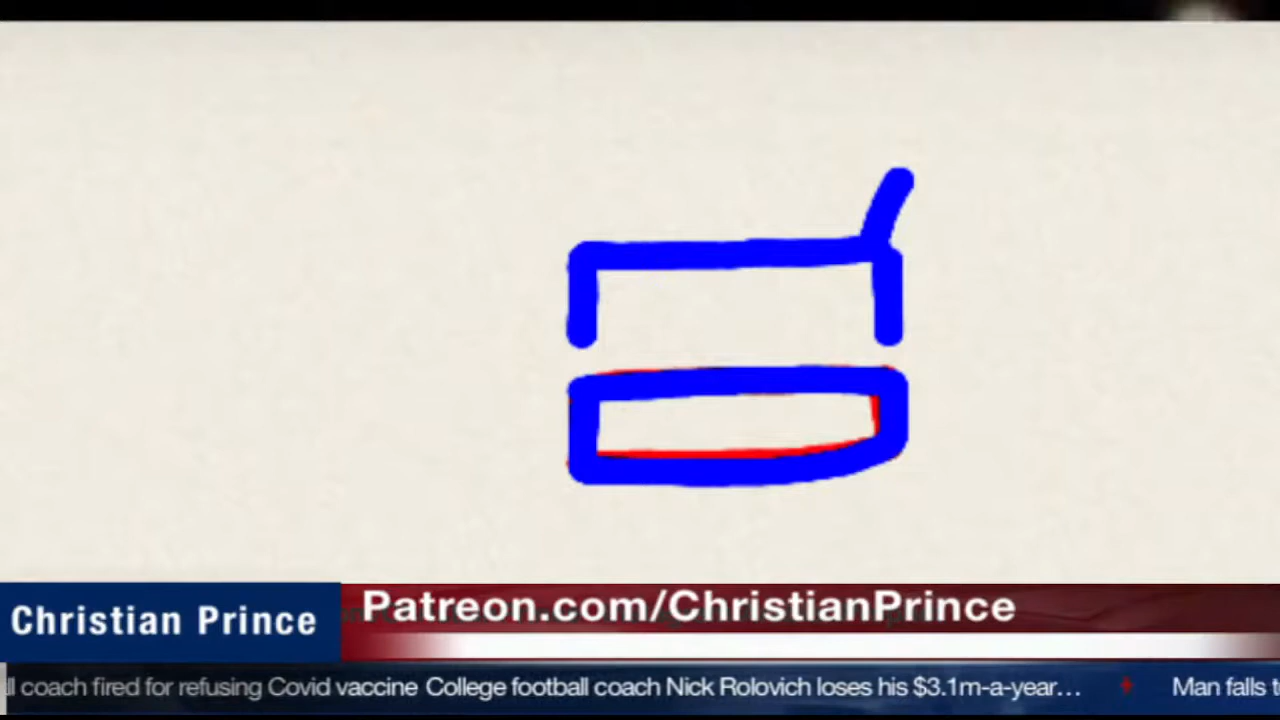 Christian Prince
Patreon.com/ChristianPrince
coach fired for refusing Covid vaccine College football coach Nick Rolovich loses his $3.1m-a-year… Man falls